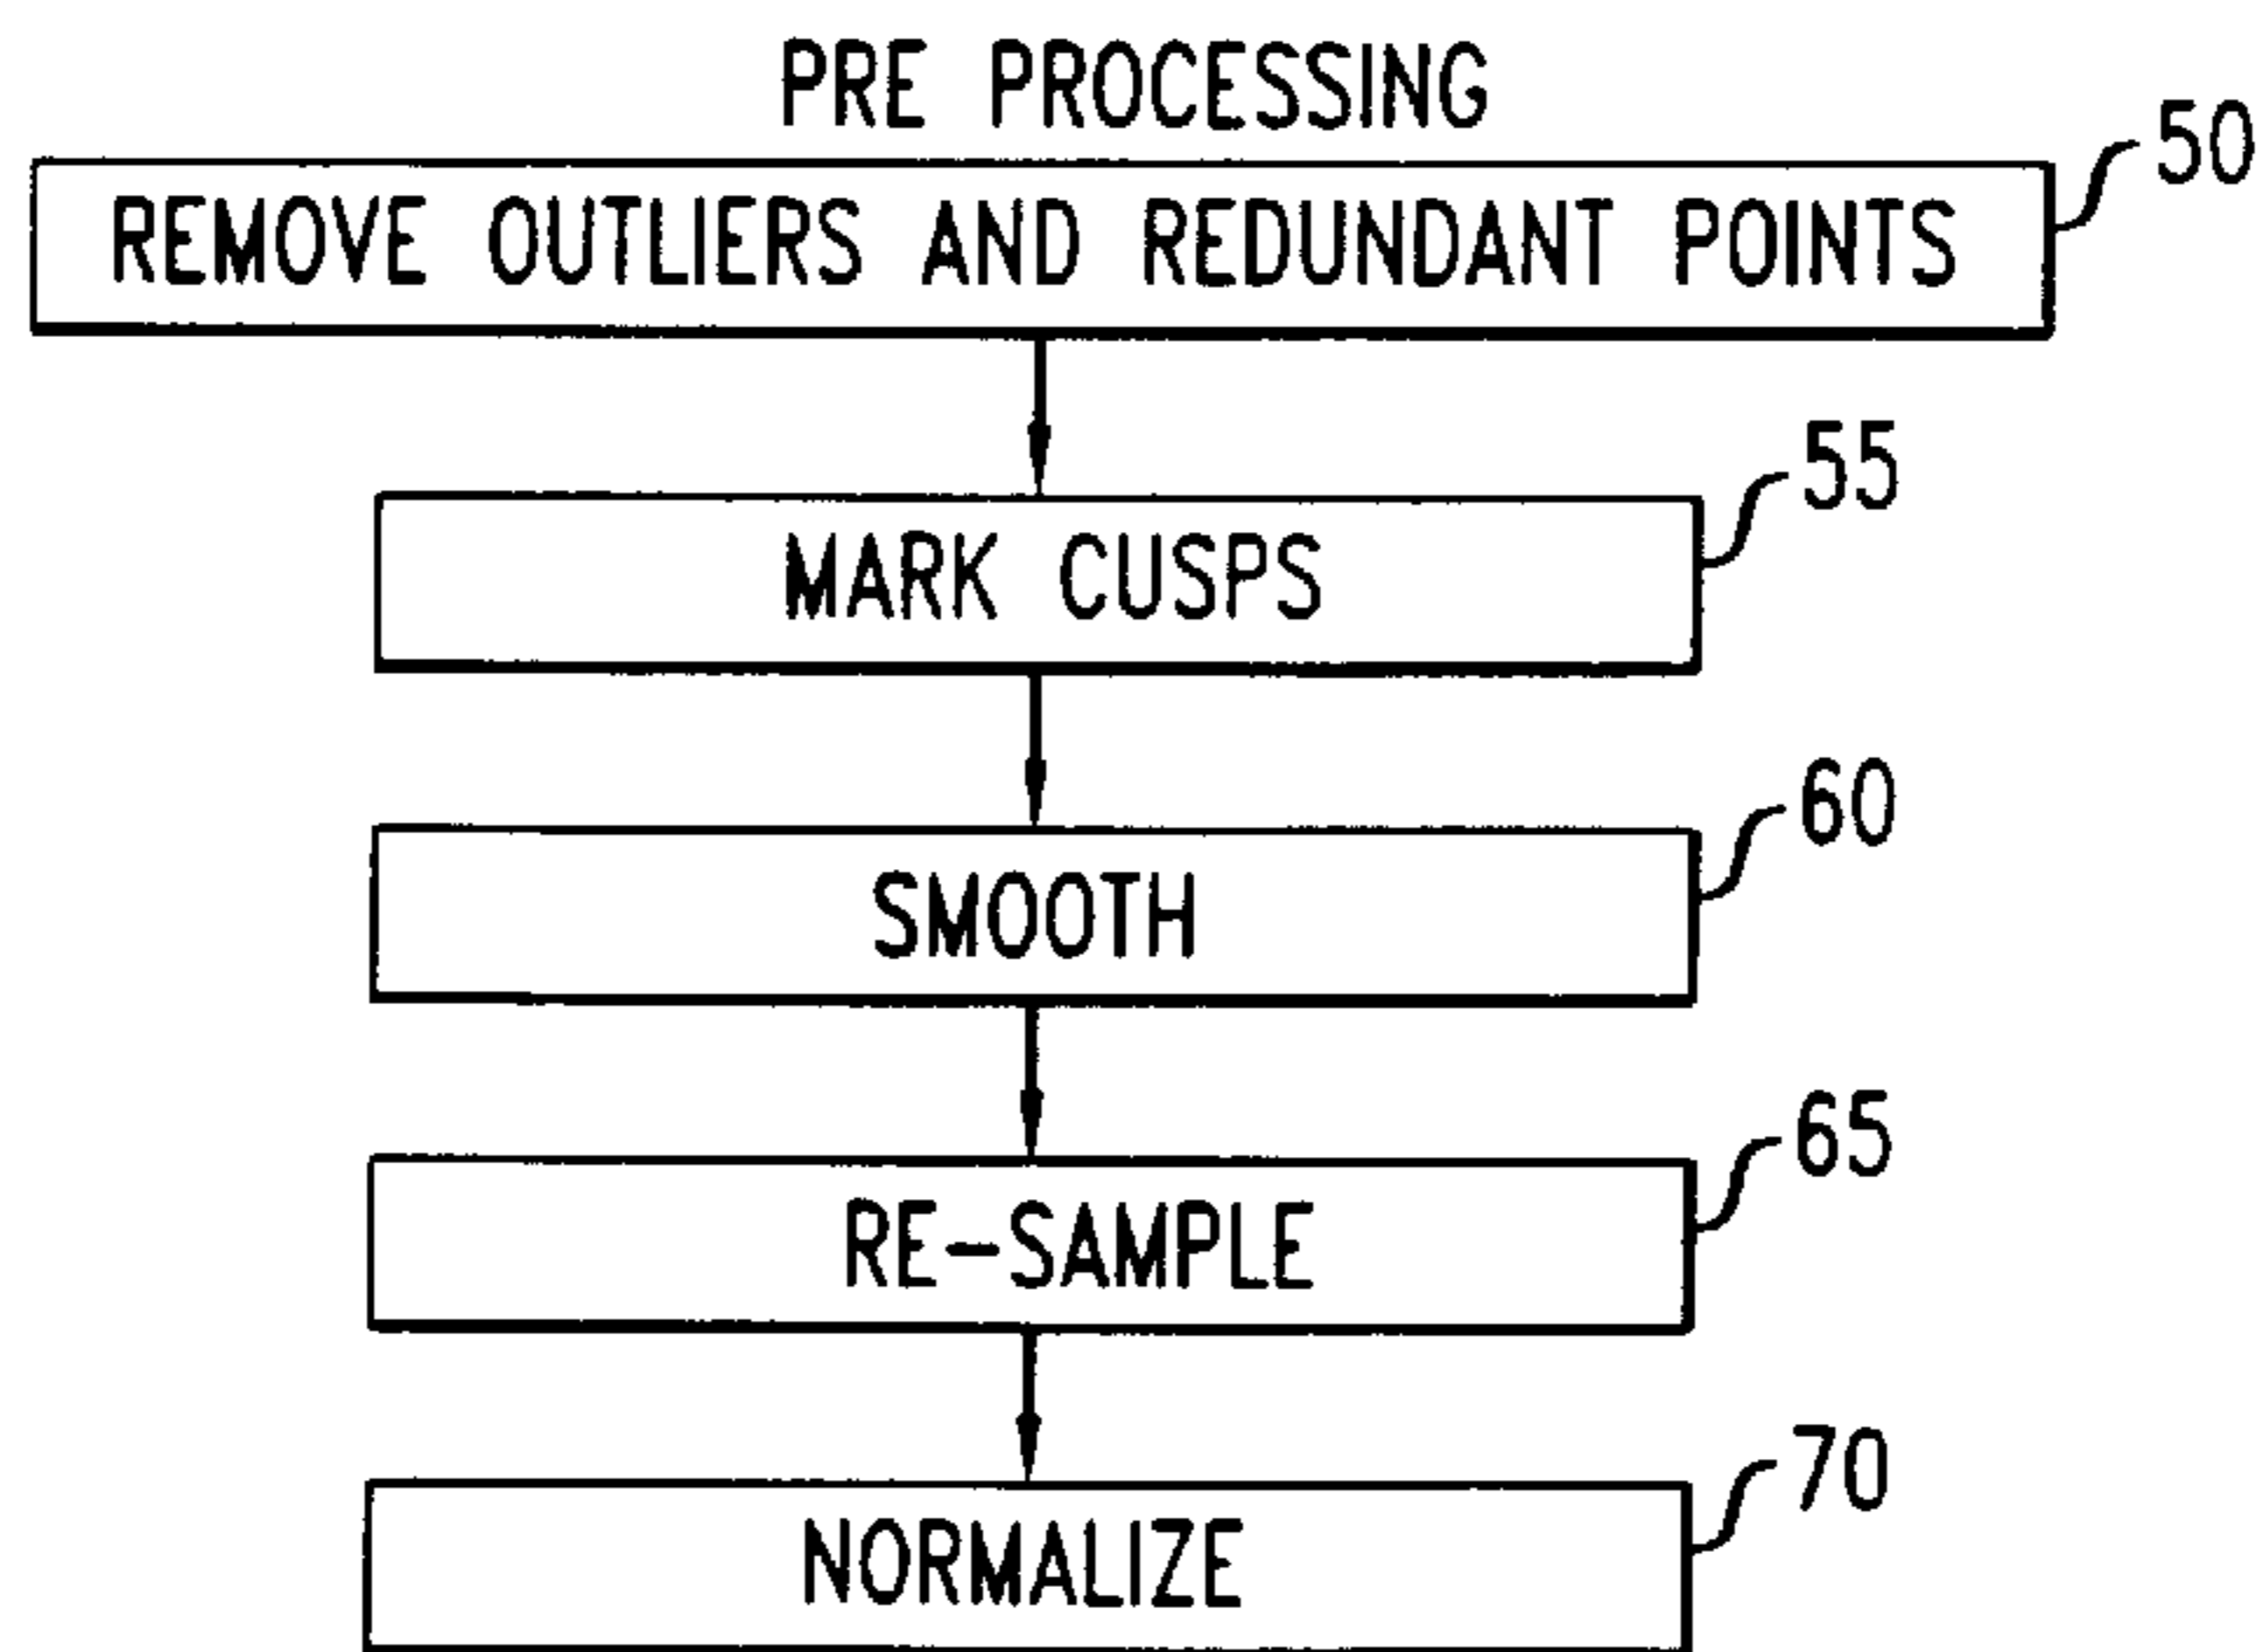 PRE PROCESSING
50
REMOVE OUTLIERS AND REDUNDANT POINTS
55
MARK CUSPS
60
SMOOTH
65
RE-SAMPLE
70
NORMALIZE